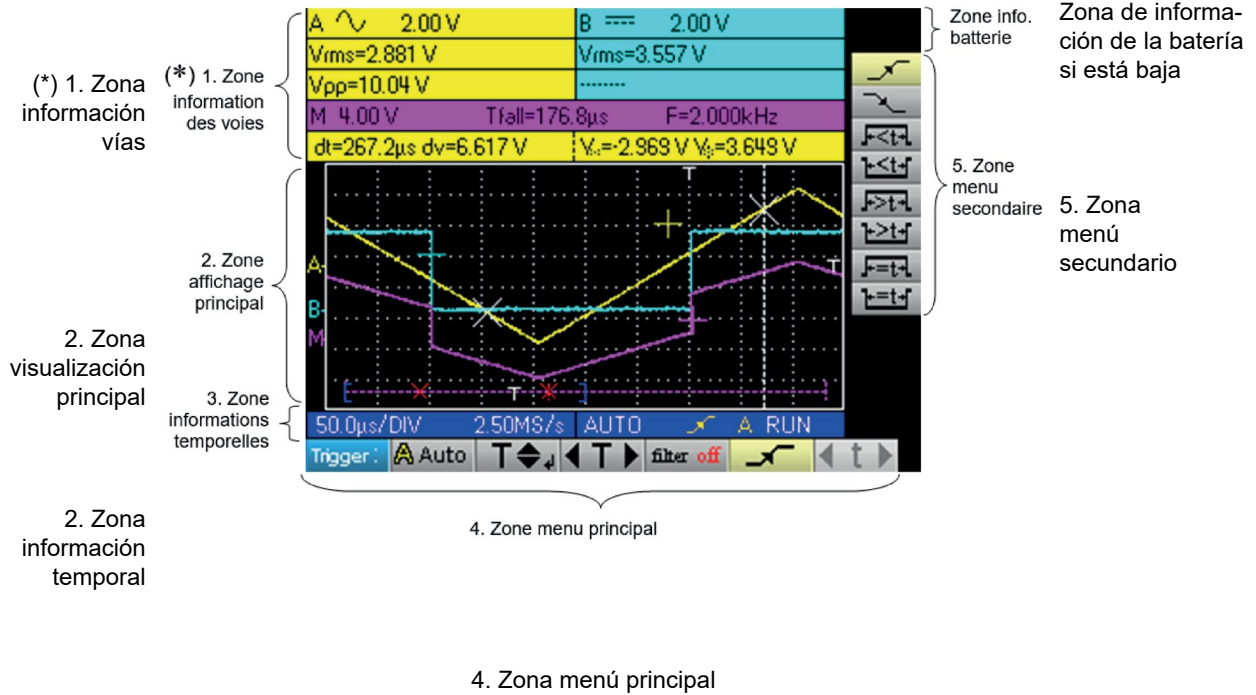 (*) 1. Zona
información
vías
2. Zona
visualización
principal
2. Zona
información
temporal
(*) 1. Zone
information
des voies
2. Zone
affichage
principal
3. Zone
informations
temporelles
A 2.00 V
B 2.00 V
Vrms=2.881 V
Vrms=3.557 V
Vpp=10.04 V
--------
M 4.00 V Tfall=176.8µs F=2.000kHz
dt=267.2µs dv=6.617 V
=-2.969 V =3.649 V
T
A
T
B
M
T
50.0µs/DIV 2.50MS/s
AUTO A RUN
Trigger: A Auto T T filter off t
4. Zone menu principal
4. Zona menú principal
Zone info.
batterie
<t
<t
>t
>t
=t
=t
5. Zone
menu
secondaire
Zona de informa-
ción de la batería
si está baja
5. Zona
menú
secundario